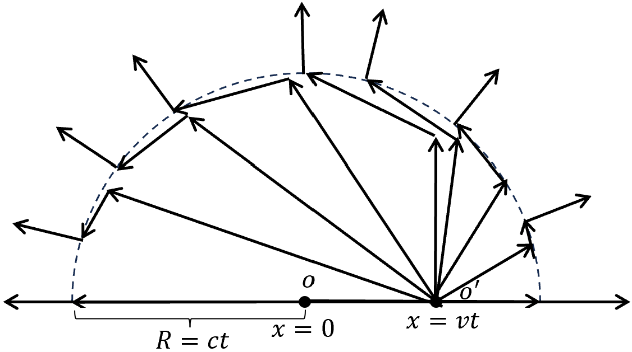 o
o′
x = 0
x = vt
R = ct